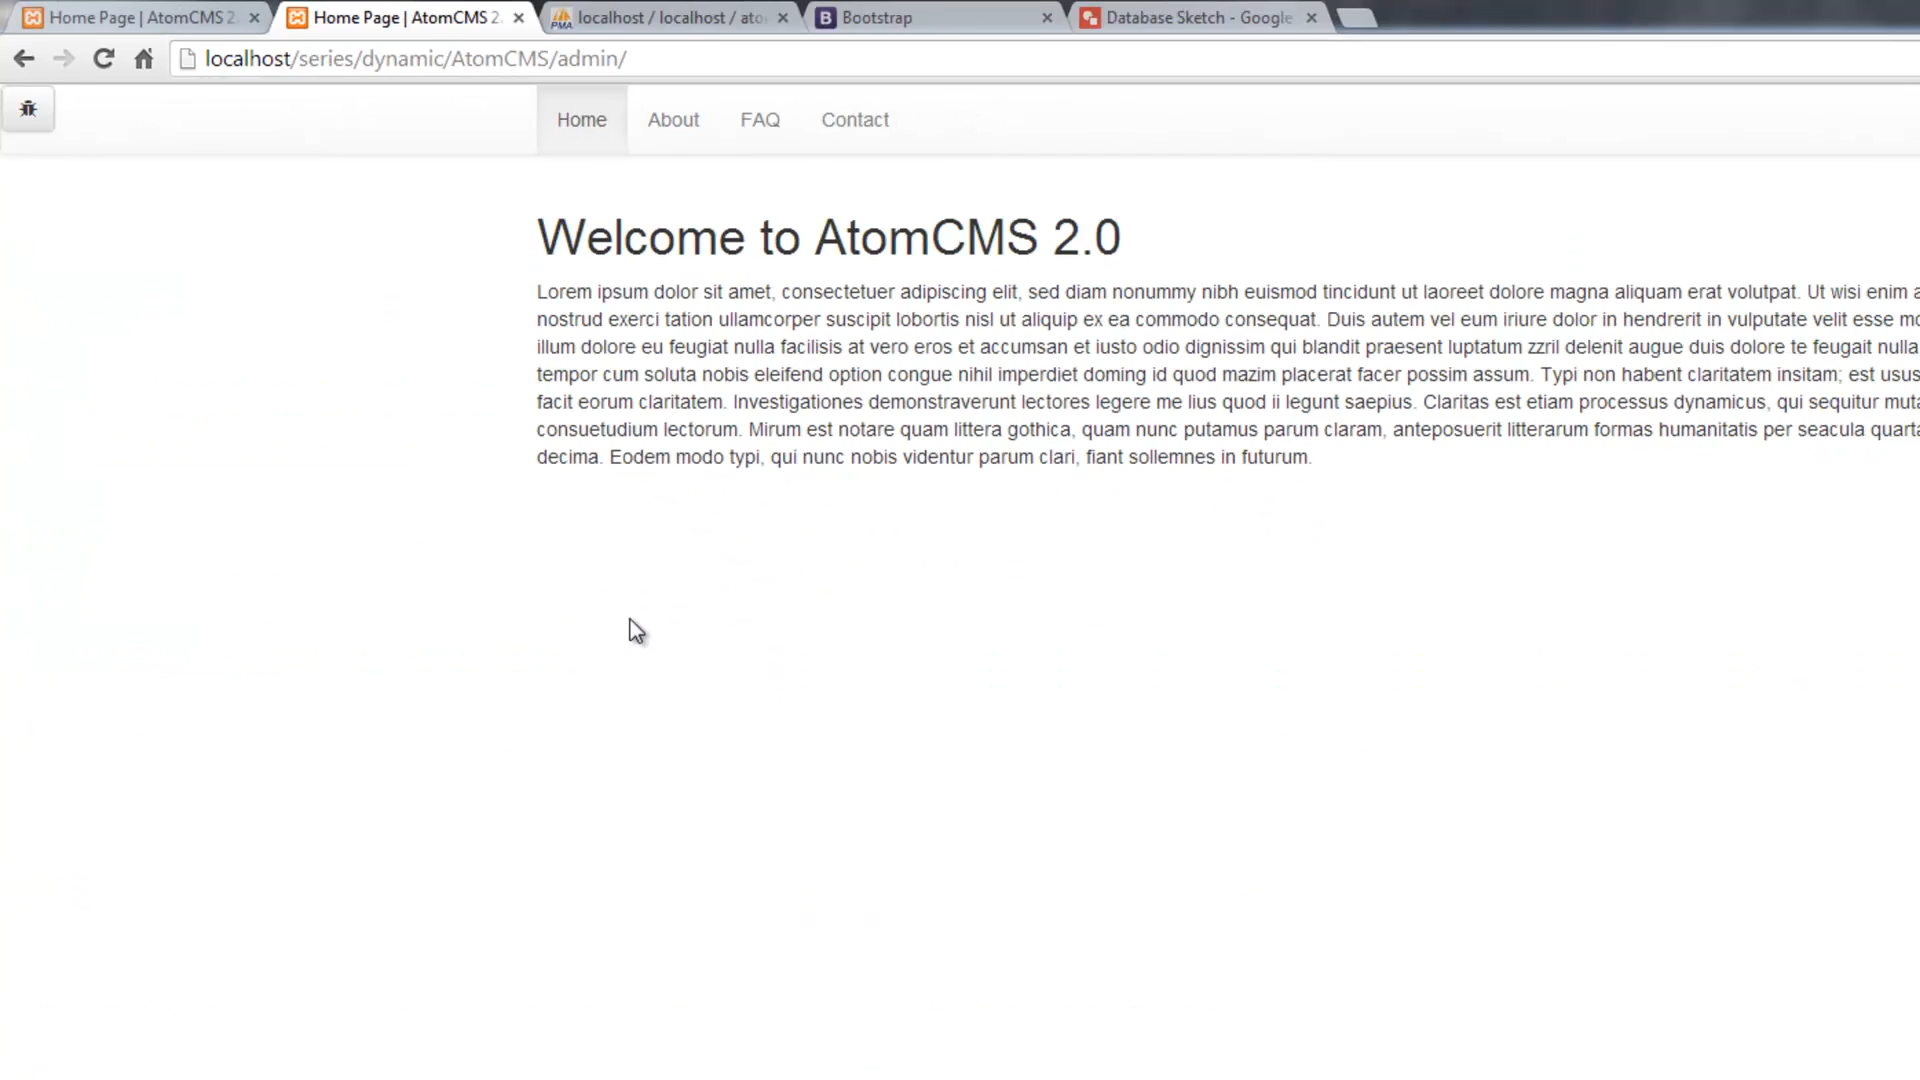 Home Page | AtomCMS 2.
Home Page | AtomCMS 2.
PMA
localhost / localhost / ato
B
Bootstrap
Database Sketch - Google
localhost/series/dynamic/AtomCMS/admin/
Home
About
FAQ
Contact
Welcome to AtomCMS 2.0
Lorem ipsum dolor sit amet, consectetuer adipiscing elit, sed diam nonummy nibh euismod tincidunt ut laoreet dolore magna aliquam erat volutpat. Ut wisi enim a
nostrud exerci tation ullamcorper suscipit lobortis nisl ut aliquip ex ea commodo consequat. Duis autem vel eum iriure dolor in hendrerit in vulputate velit esse mo
illum dolore eu feugiat nulla facilisis at vero eros et accumsan et iusto odio dignissim qui blandit praesent luptatum zzril delenit augue duis dolore te feugait nulla
tempor cum soluta nobis eleifend option congue nihil imperdiet doming id quod mazim placerat facer possim assum. Typi non habent claritatem insitam; est usus
facit eorum claritatem. Investigationes demonstraverunt lectores legere me lius quod ii legunt saepius. Claritas est etiam processus dynamicus, qui sequitur muta
consuetudium lectorum. Mirum est notare quam littera gothica, quam nunc putamus parum claram, anteposuerit litterarum formas humanitatis per seacula quarta
decima. Eodem modo typi, qui nunc nobis videntur parum clari, fiant sollemnes in futurum.